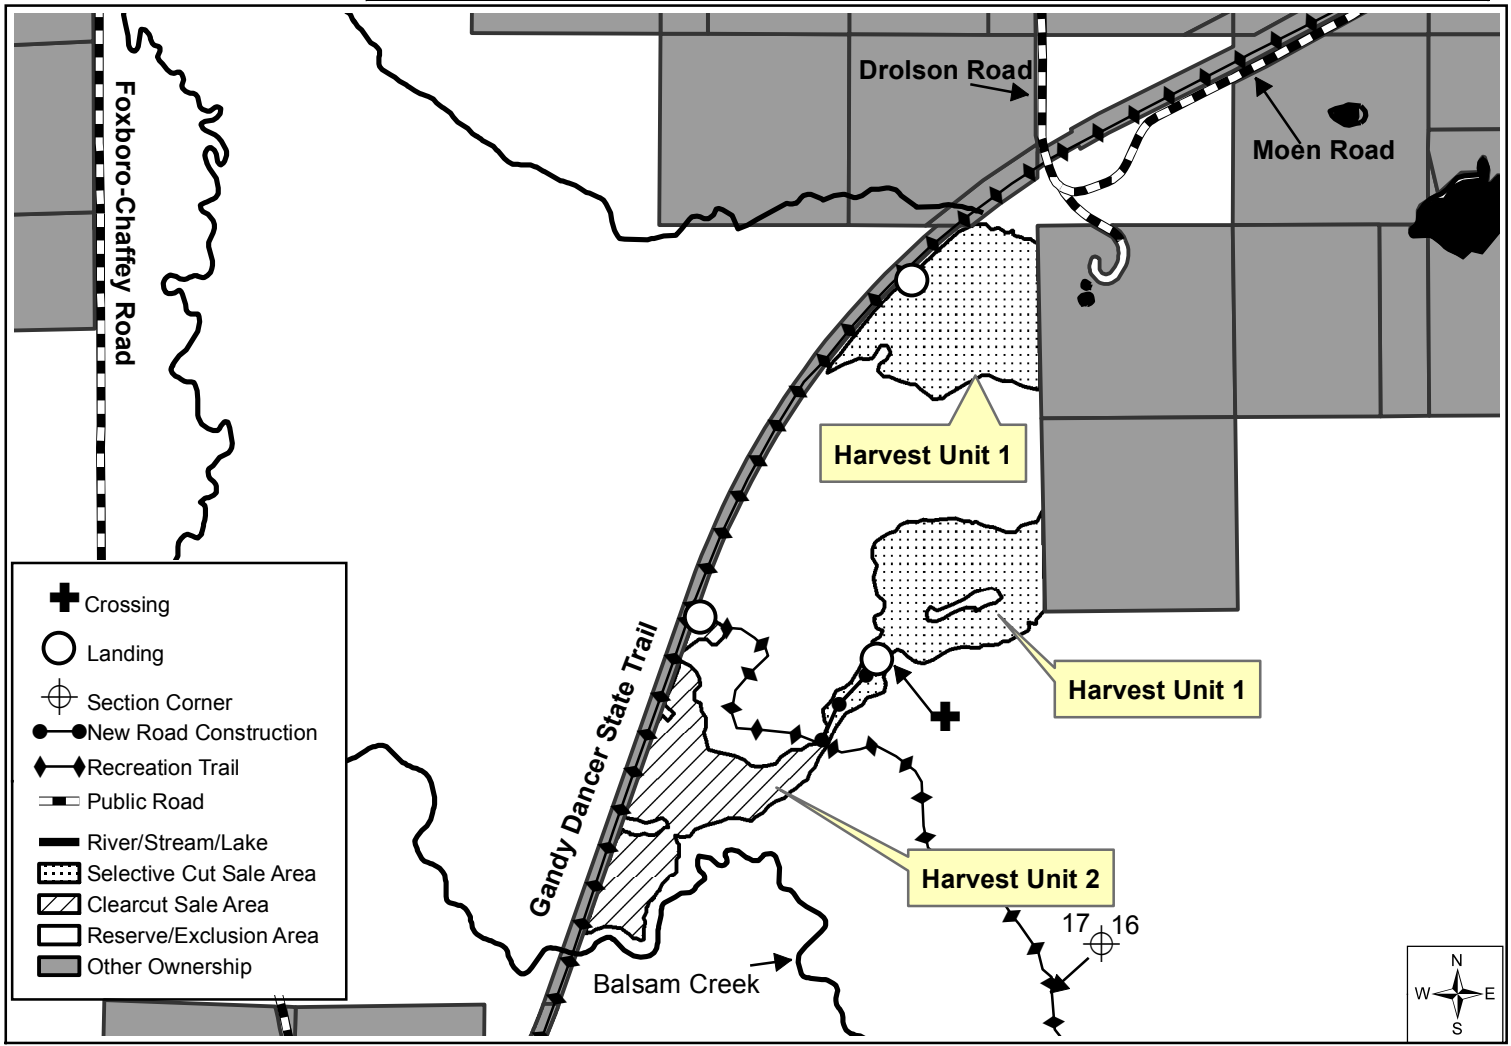 Drolson Road
Moen Road
Foxboro-Chaffey Road
Harvest Unit 1
Gandy Dancer State Trail
Harvest Unit 1
Harvest Unit 2
17 16
Balsam Creek
Crossing
Landing
Section Corner
New Road Construction
Recreation Trail
Public Road
River/Stream/Lake
Selective Cut Sale Area
Clearcut Sale Area
Reserve/Exclusion Area
Other Ownership
N
W E
S